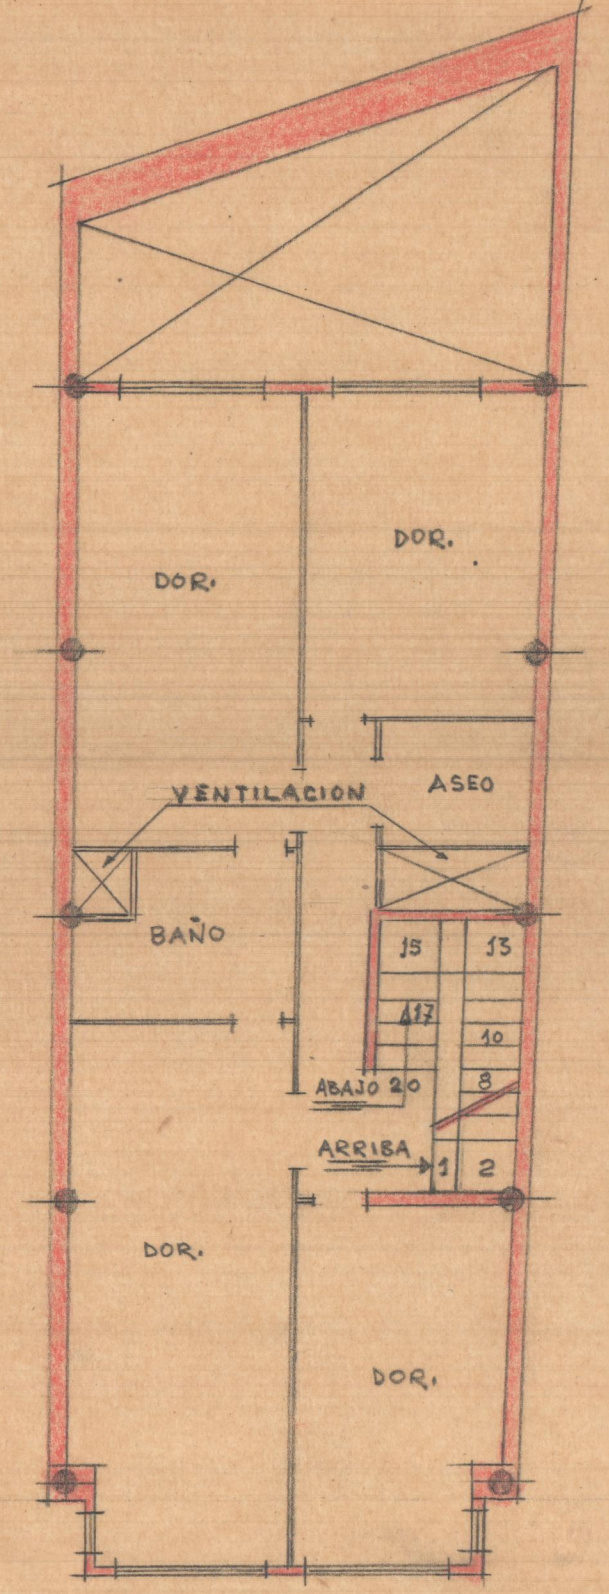 DOR.
DOR.
ASEO
VENTILACION
BAÑO
15 13
17
10
ABAJO 20 8
ARRIBA 1 2
DOR.
DOR.